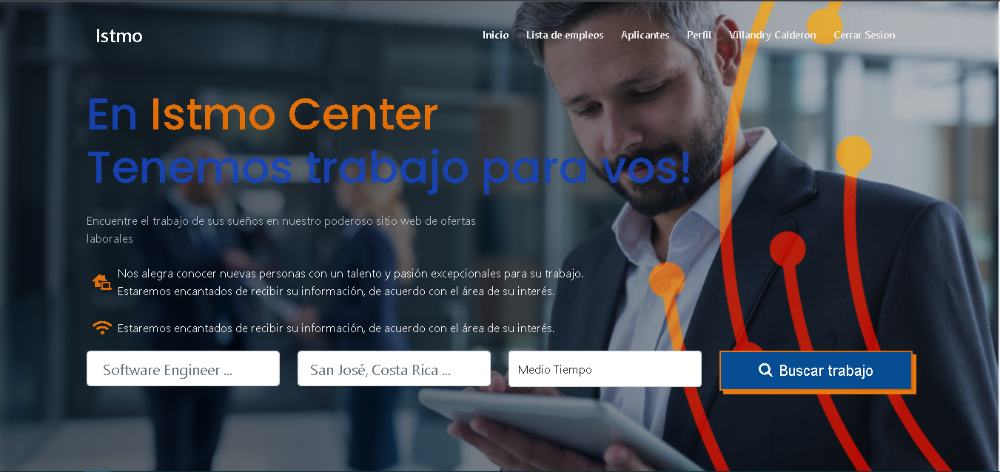 Istmo
Inicio
Lista de empleos
Aplicantes
Perfil
Villandry Calderon
Cerrar Sesion
En Istmo Center
Tenemos trabajo para vos!
Encuentre el trabajo de sus sueños en nuestro poderoso sitio web de ofertas
laborales
Nos alegra conocer nuevas personas con un talento y pasión excepcionales para su trabajo.
Estaremos encantados de recibir su información, de acuerdo con el área de su interés.
Estaremos encantados de recibir su información, de acuerdo con el área de su interés.
Software Engineer ...
San José, Costa Rica ...
Medio Tiempo
Buscar trabajo